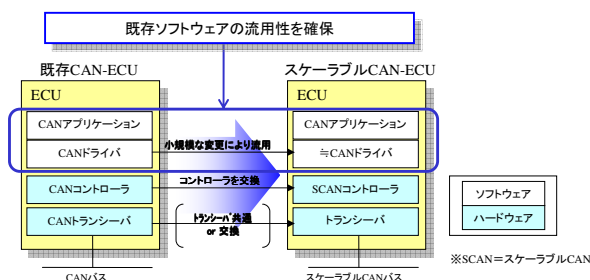 既存ソフトウェアの流用性を確保
既存CAN-ECU
スケーラブルCAN-ECU
ECU
ECU
CANアプリケーション
CANアプリケーション
CANドライバ
小規模な変更により流用
≒CANドライバ
CANコントローラ
コントローラを交換
SCANコントローラ
CANトランシーバ
トランシーバ共通
or 交換
トランシーバ
ソフトウェア
ハードウェア
※SCAN=スケーラブルCAN
CANバス
スケーラブルCANバス